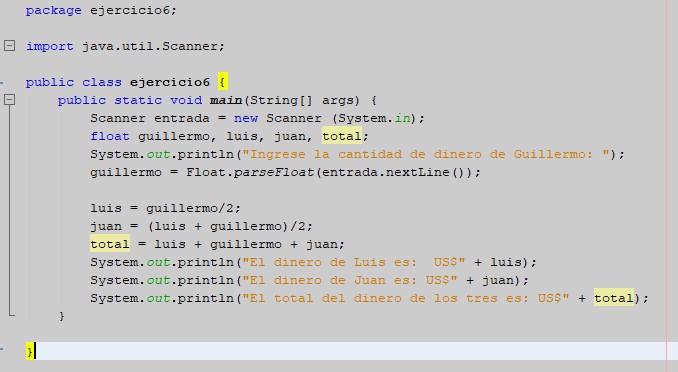 package ejercicio6;
import java.util.Scanner;
public class ejercicio6 {
public static void main(String[] args) {
Scanner entrada = new Scanner (System.in);
float guillermo, luis, juan, total;
System.out.println("Ingrese la cantidad de dinero de Guillermo: ");
guillermo = Float.parseFloat(entrada.nextLine());
luis = guillermo/2;
juan = (luis + guillermo)/2;
total = luis + guillermo + juan;
System.out.println("El dinero de Luis es:  US$" + luis);
System.out.println("El dinero de Juan es: US$" + juan);
System.out.println("El total del dinero de los tres es: US$" + total);
}
}